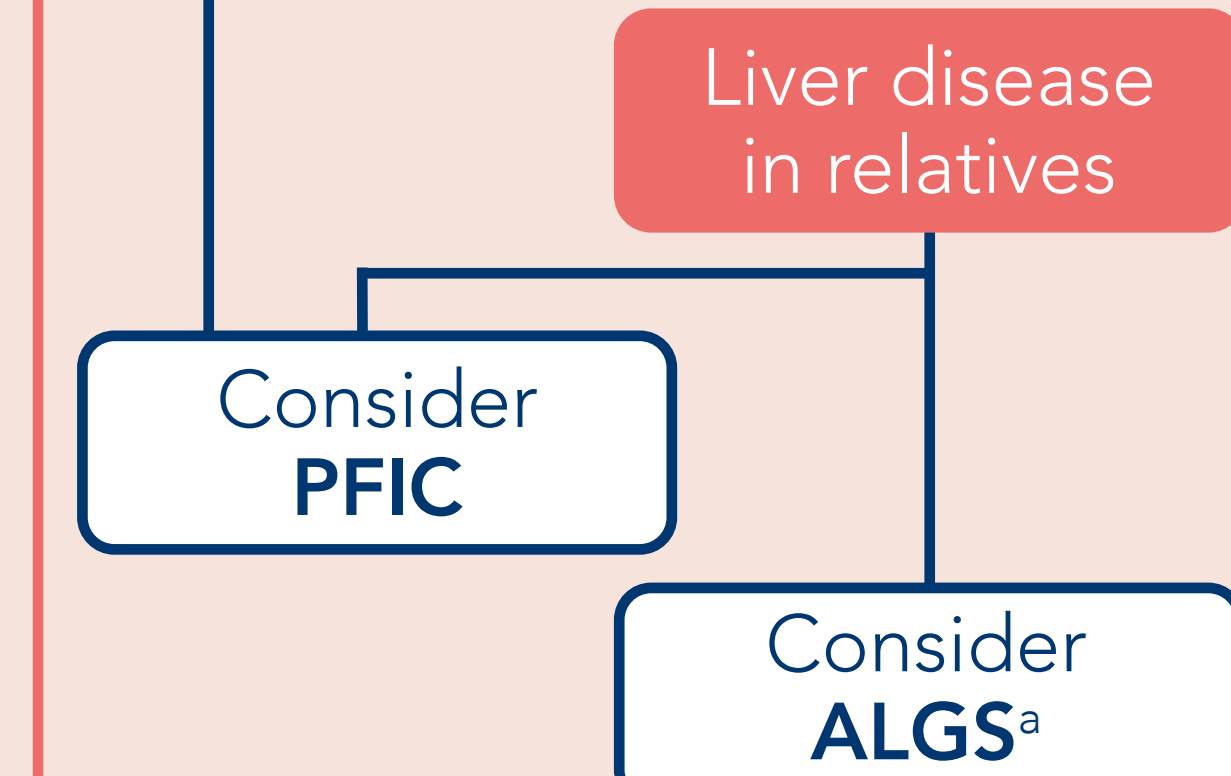 Liver disease
in relatives
Consider
PFIC
Consider
ALGSᵃ